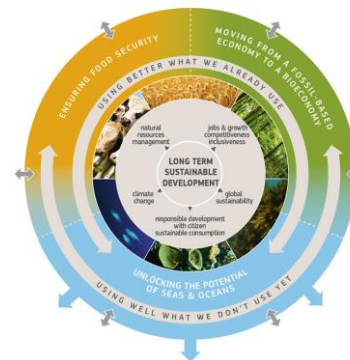 ENSURING FOOD SECURITY
MOVING FROM A FOSSIL-BASED
ECONOMY TO A BIOECONOMY
USING BETTER WHAT WE ALREADY USE
natural
resources
management
jobs & growth
competitiveness
inclusiveness
LONG TERM
SUSTAINABLE
DEVELOPMENT
climate
change
global
sustainability
responsible development
with citizen
sustainable consumption
UNLOCKING THE POTENTIAL
OF SEAS & OCEANS
USING WELL WHAT WE DON'T USE YET